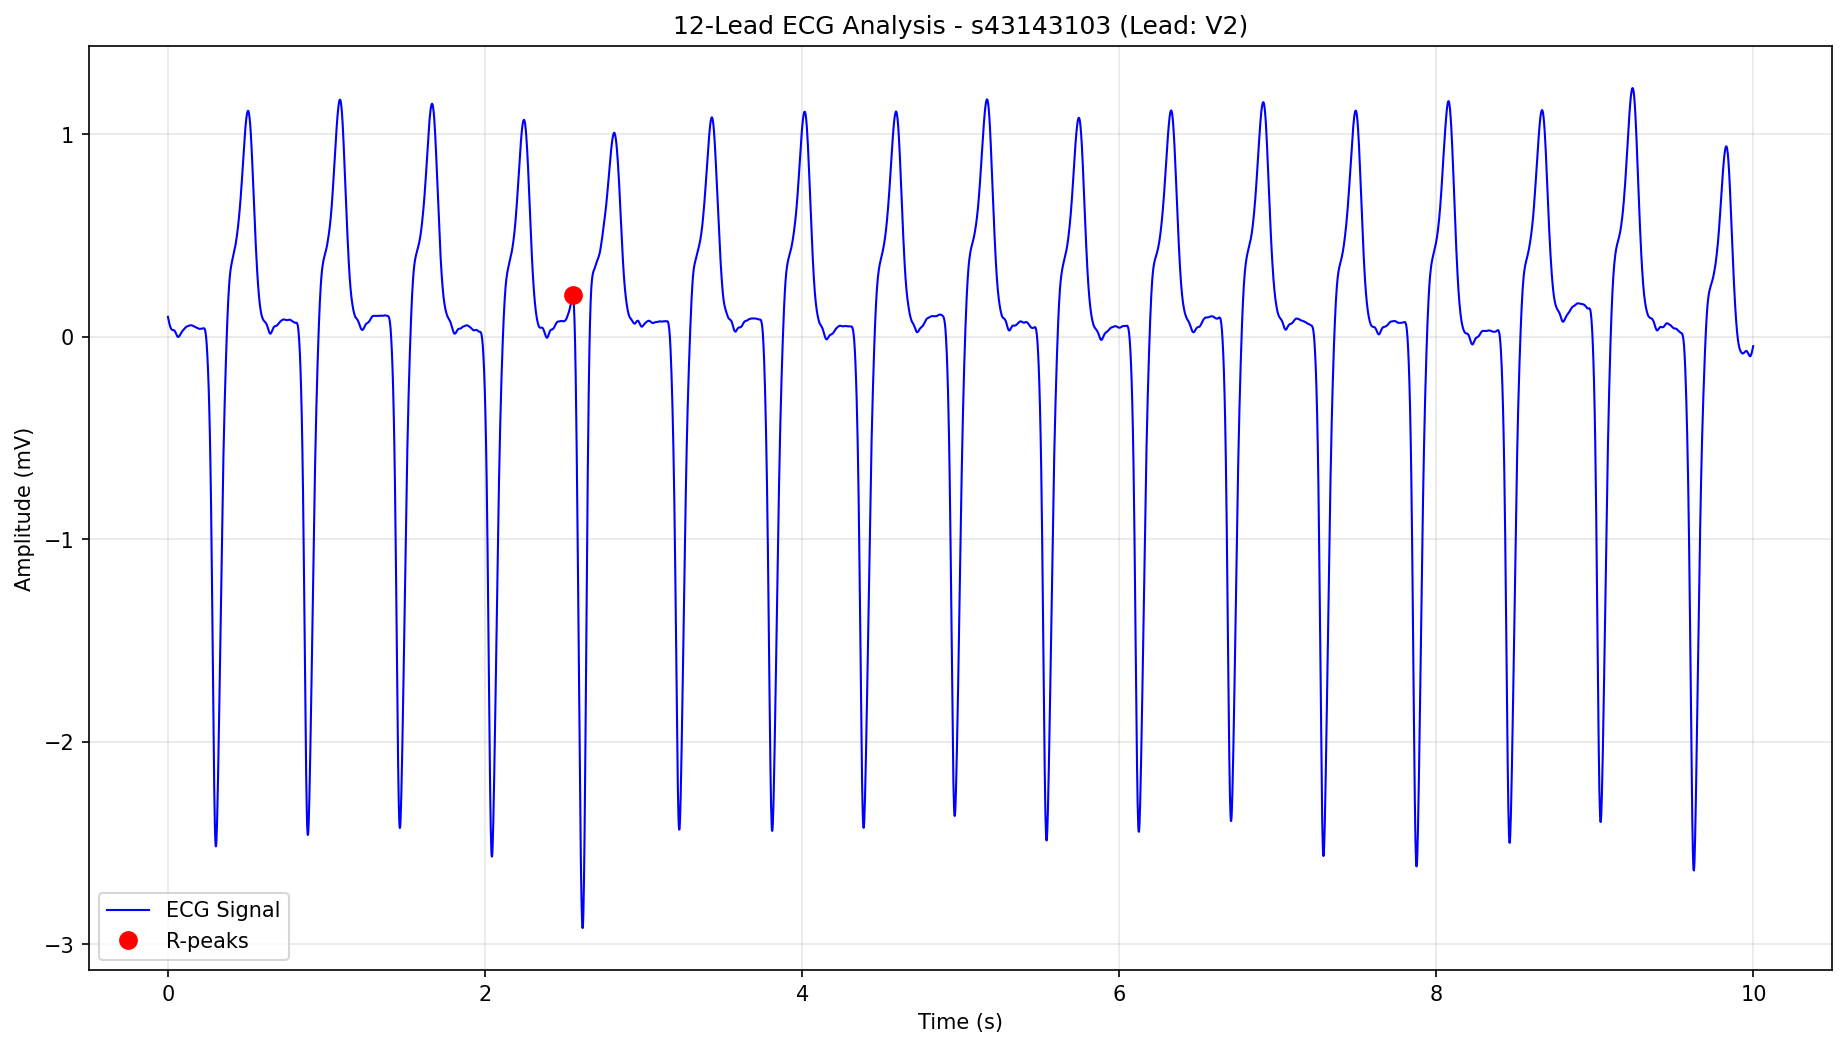 12-Lead ECG Analysis - s43143103 (Lead: V2)
1
0
−1
−2
−3
Amplitude (mV)
ECG Signal
R-peaks
0 2 4 6 8 10
Time (s)